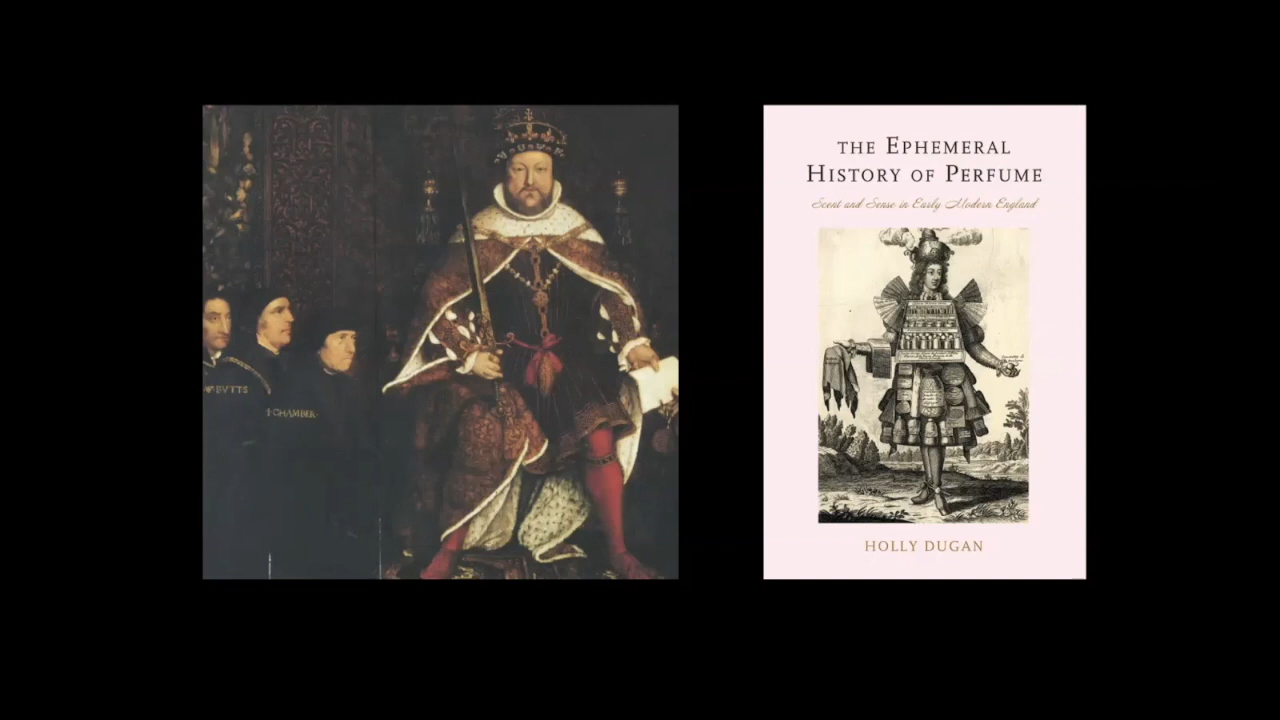 BUTTS
CHAMBER
THE EPHEMERAL
HISTORY OF PERFUME
Scent and Sense in Early Modern England
HOLLY DUGAN